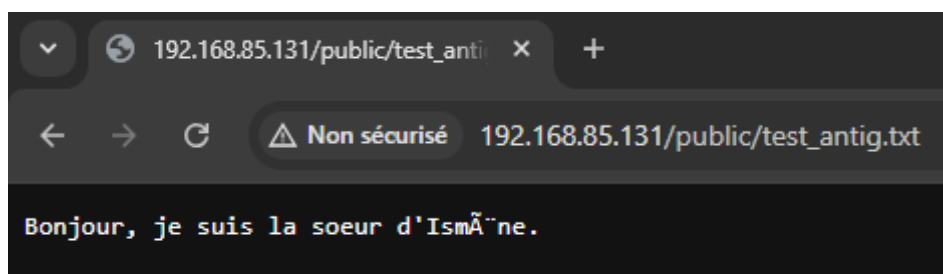 192.168.85.131/public/test_anti
Non sécurisé 192.168.85.131/public/test_antig.txt
Bonjour, je suis la soeur d'IsmÃ¨ne.